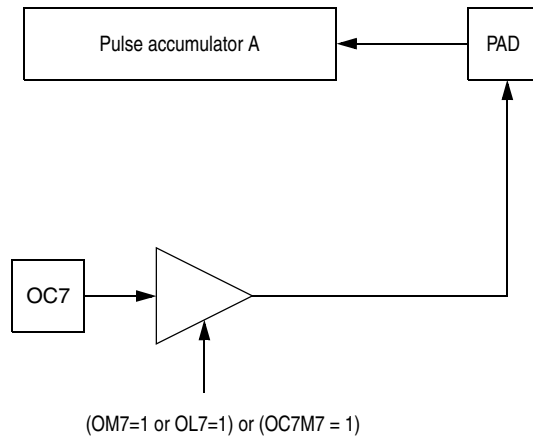 Pulse accumulator A
PAD
OC7
(OM7=1 or OL7=1) or (OC7M7 = 1)